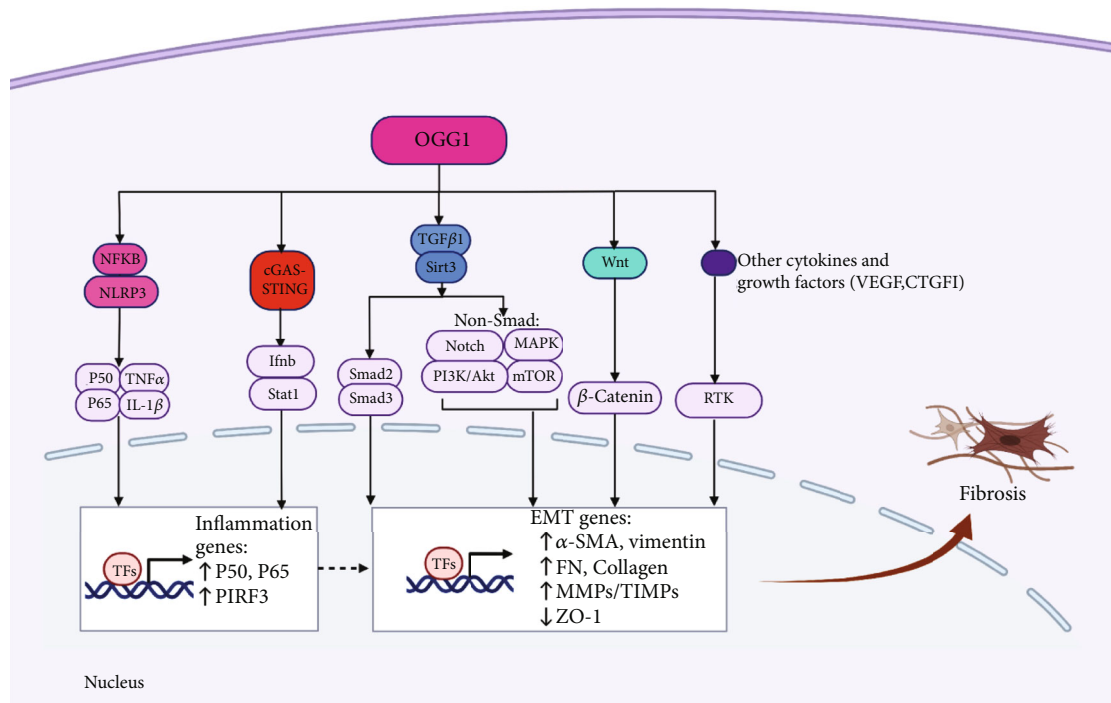 OGG1
NFKB
NLRP3
P50
TNFα
P65
IL-1β
cGAS-
STING
Ifnb
Stat1
TGFβ1
Sirt3
Smad2
Smad3
Non-Smad:
Notch
MAPK
PI3K/Akt
mTOR
Wnt
β-Catenin
Other cytokines and
growth factors (VEGF,CTGFI)
RTK
Inflammation
genes:
↑ P50, P65
↑ PIRF3
TFs
EMT genes:
↑ α-SMA, vimentin
↑ FN, Collagen
↑ MMPs/TIMPs
↓ ZO-1
TFs
Fibrosis
Nucleus